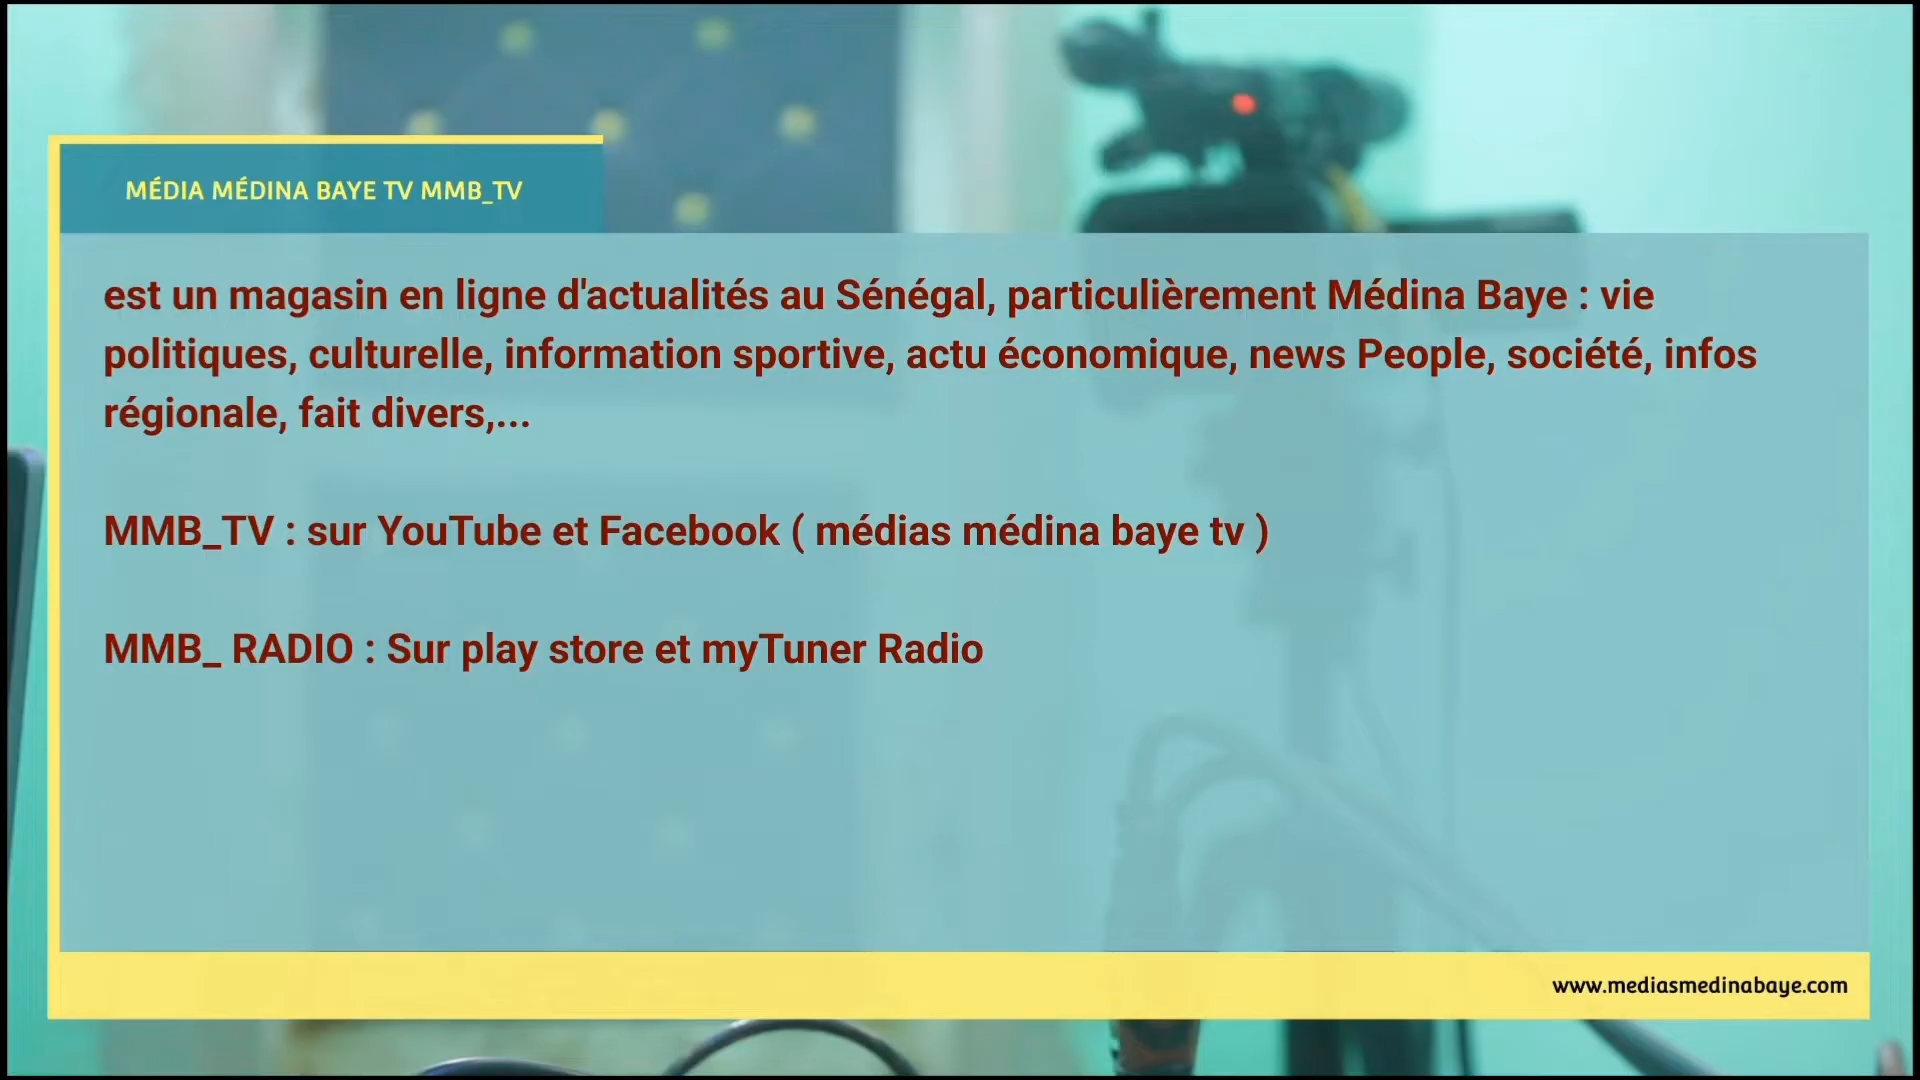 MÉDIA MÉDINA BAYE TV MMB_TV
est un magasin en ligne d'actualités au Sénégal, particulièrement Médina Baye : vie
politiques, culturelle, information sportive, actu économique, news People, société, infos
régionale, fait divers,...
MMB_TV : sur YouTube et Facebook ( médias médina baye tv )
MMB_ RADIO : Sur play store et myTuner Radio
www.mediasmedinabaye.com